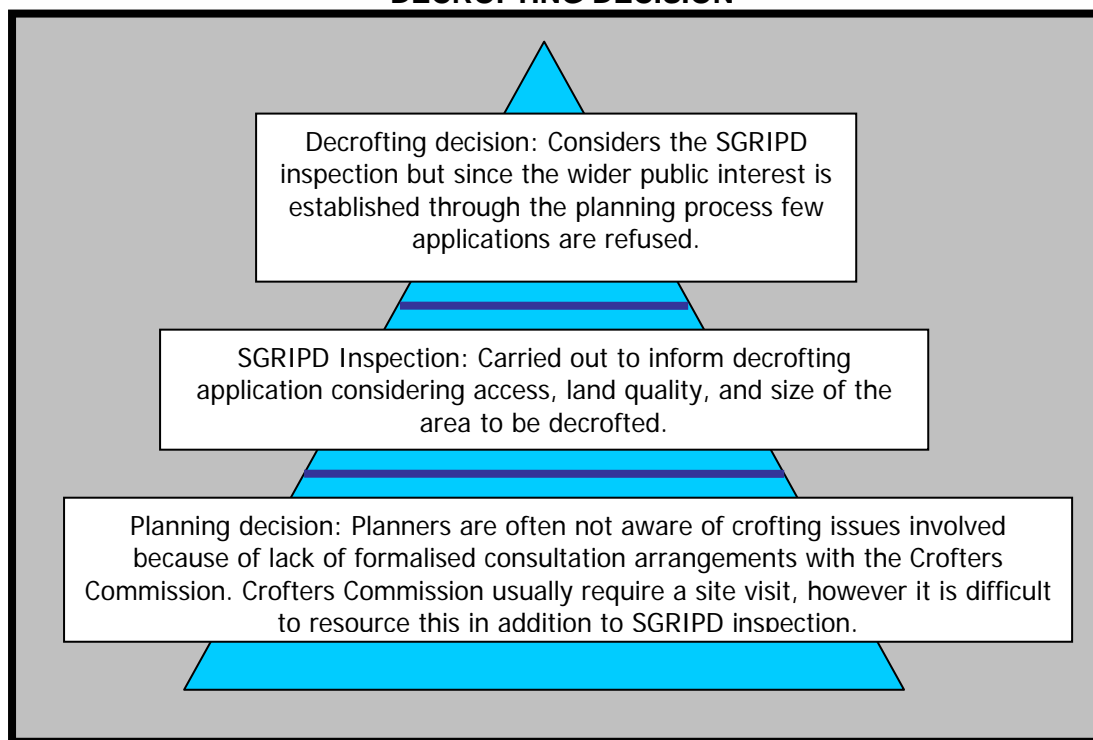 DECROFTING DECISION
Decrofting decision: Considers the SGRIPD
inspection but since the wider public interest is
established through the planning process few
applications are refused.
SGRIPD Inspection: Carried out to inform decrofting
application considering access, land quality, and size of the
area to be decrofted.
Planning decision: Planners are often not aware of crofting issues involved
because of lack of formalised consultation arrangements with the Crofters
Commission. Crofters Commission usually require a site visit, however it is difficult
to resource this in addition to SGRIPD inspection.